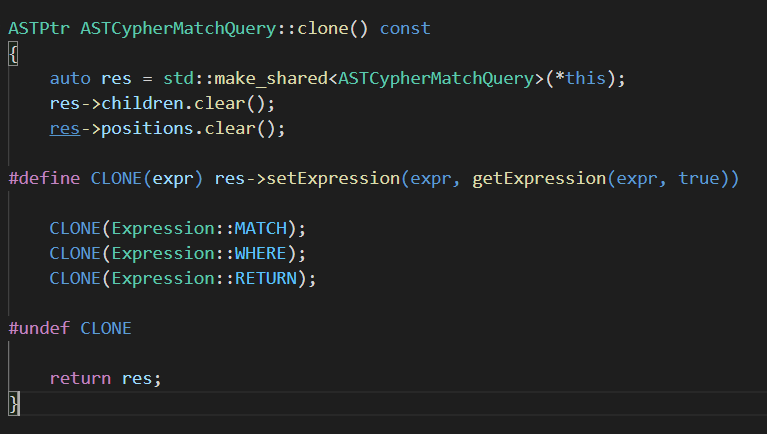 ASTPtr ASTCypherMatchQuery::clone() const
{
    auto res = std::make_shared<ASTCypherMatchQuery>(*this);
    res->children.clear();
    res->positions.clear();
#define CLONE(expr) res->setExpression(expr, getExpression(expr, true))
    CLONE(Expression::MATCH);
    CLONE(Expression::WHERE);
    CLONE(Expression::RETURN);
#undef CLONE
    return res;
}